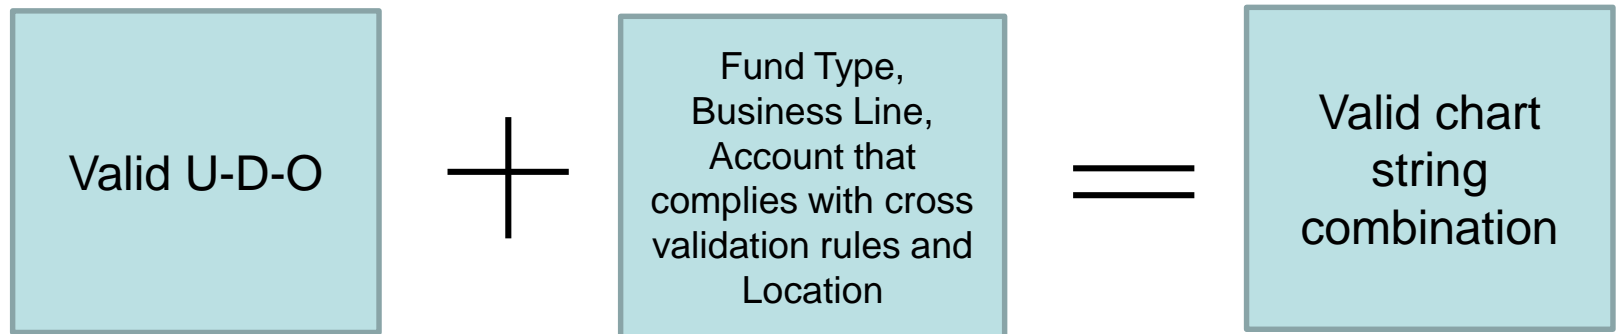 Valid U-D-O
Fund Type,
Business Line,
Account that
complies with cross
validation rules and
Location
Valid chart
string
combination